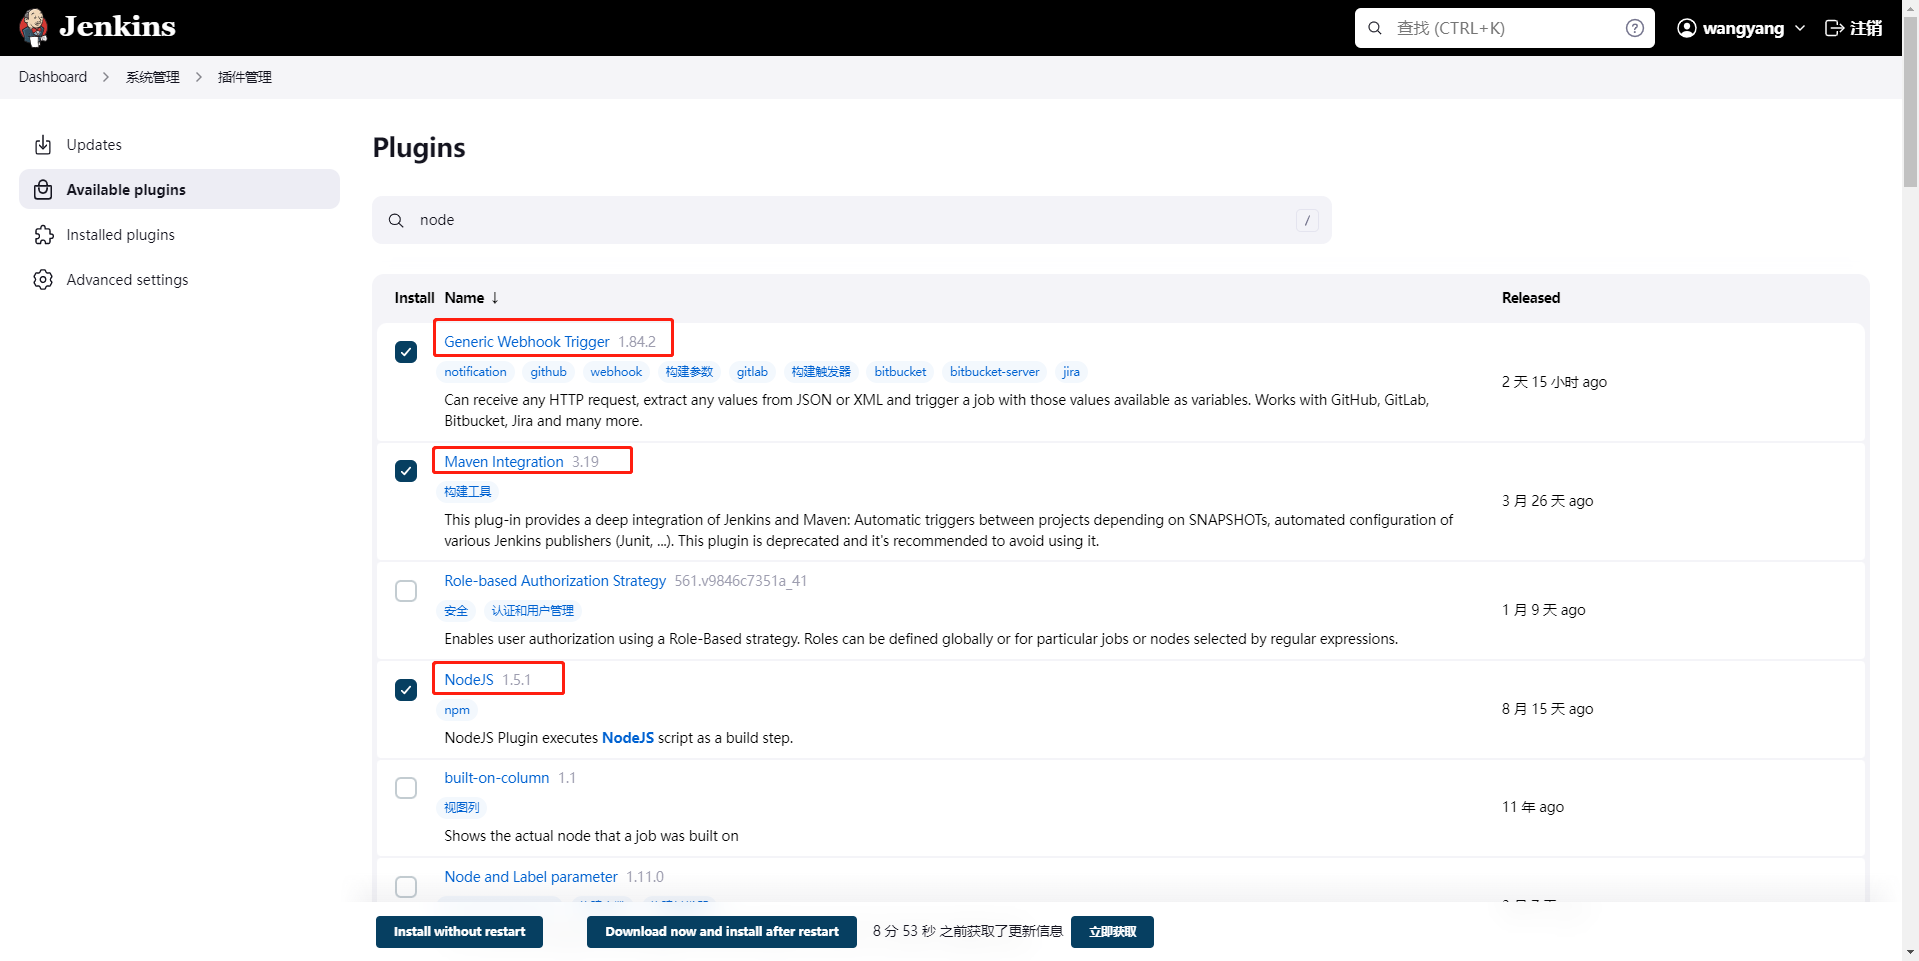 Jenkins
查找 (CTRL+K)
wangyang
注销
Dashboard
系统管理
插件管理
Updates
Available plugins
Installed plugins
Advanced settings
Plugins
node
/
Install Name ↓ Released
Generic Webhook Trigger 1.84.2
notification github webhook 构建参数 gitlab 构建触发器 bitbucket bitbucket-server jira
Can receive any HTTP request, extract any values from JSON or XML and trigger a job with those values available as variables. Works with GitHub, GitLab,
Bitbucket, Jira and many more.
2 天 15 小时 ago
Maven Integration 3.19
构建工具
This plug-in provides a deep integration of Jenkins and Maven: Automatic triggers between projects depending on SNAPSHOTs, automated configuration of
various Jenkins publishers (Junit, ...). This plugin is deprecated and it's recommended to avoid using it.
3 月 26 天 ago
Role-based Authorization Strategy 561.v9846c7351a_41
安全 认证和用户管理
Enables user authorization using a Role-Based strategy. Roles can be defined globally or for particular jobs or nodes selected by regular expressions.
1 月 9 天 ago
NodeJS 1.5.1
npm
NodeJS Plugin executes NodeJS script as a build step.
8 月 15 天 ago
built-on-column 1.1
视图列
Shows the actual node that a job was built on
11 年 ago
Node and Label parameter 1.11.0
Install without restart
Download now and install after restart
8 分 53 秒 之前获取了更新信息
立即获取